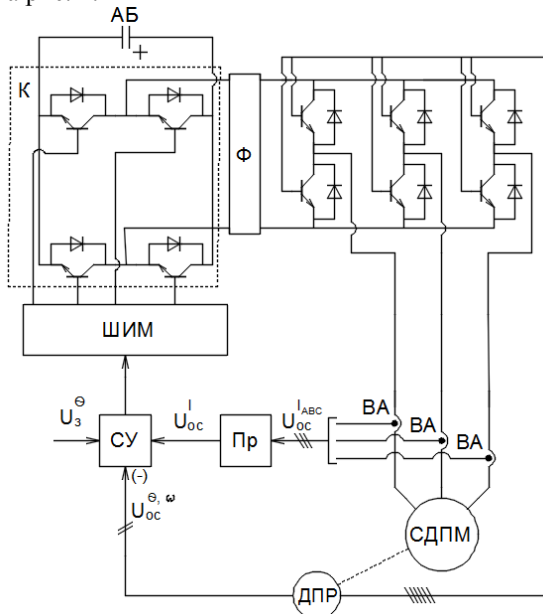 АБ
+
К
Ф
ШИМ
U з Θ
СУ
U ос I
Пр
U ос I ABC
ВА
ВА
ВА
(-)
U ос Θ, ω
СДПМ
ДПР